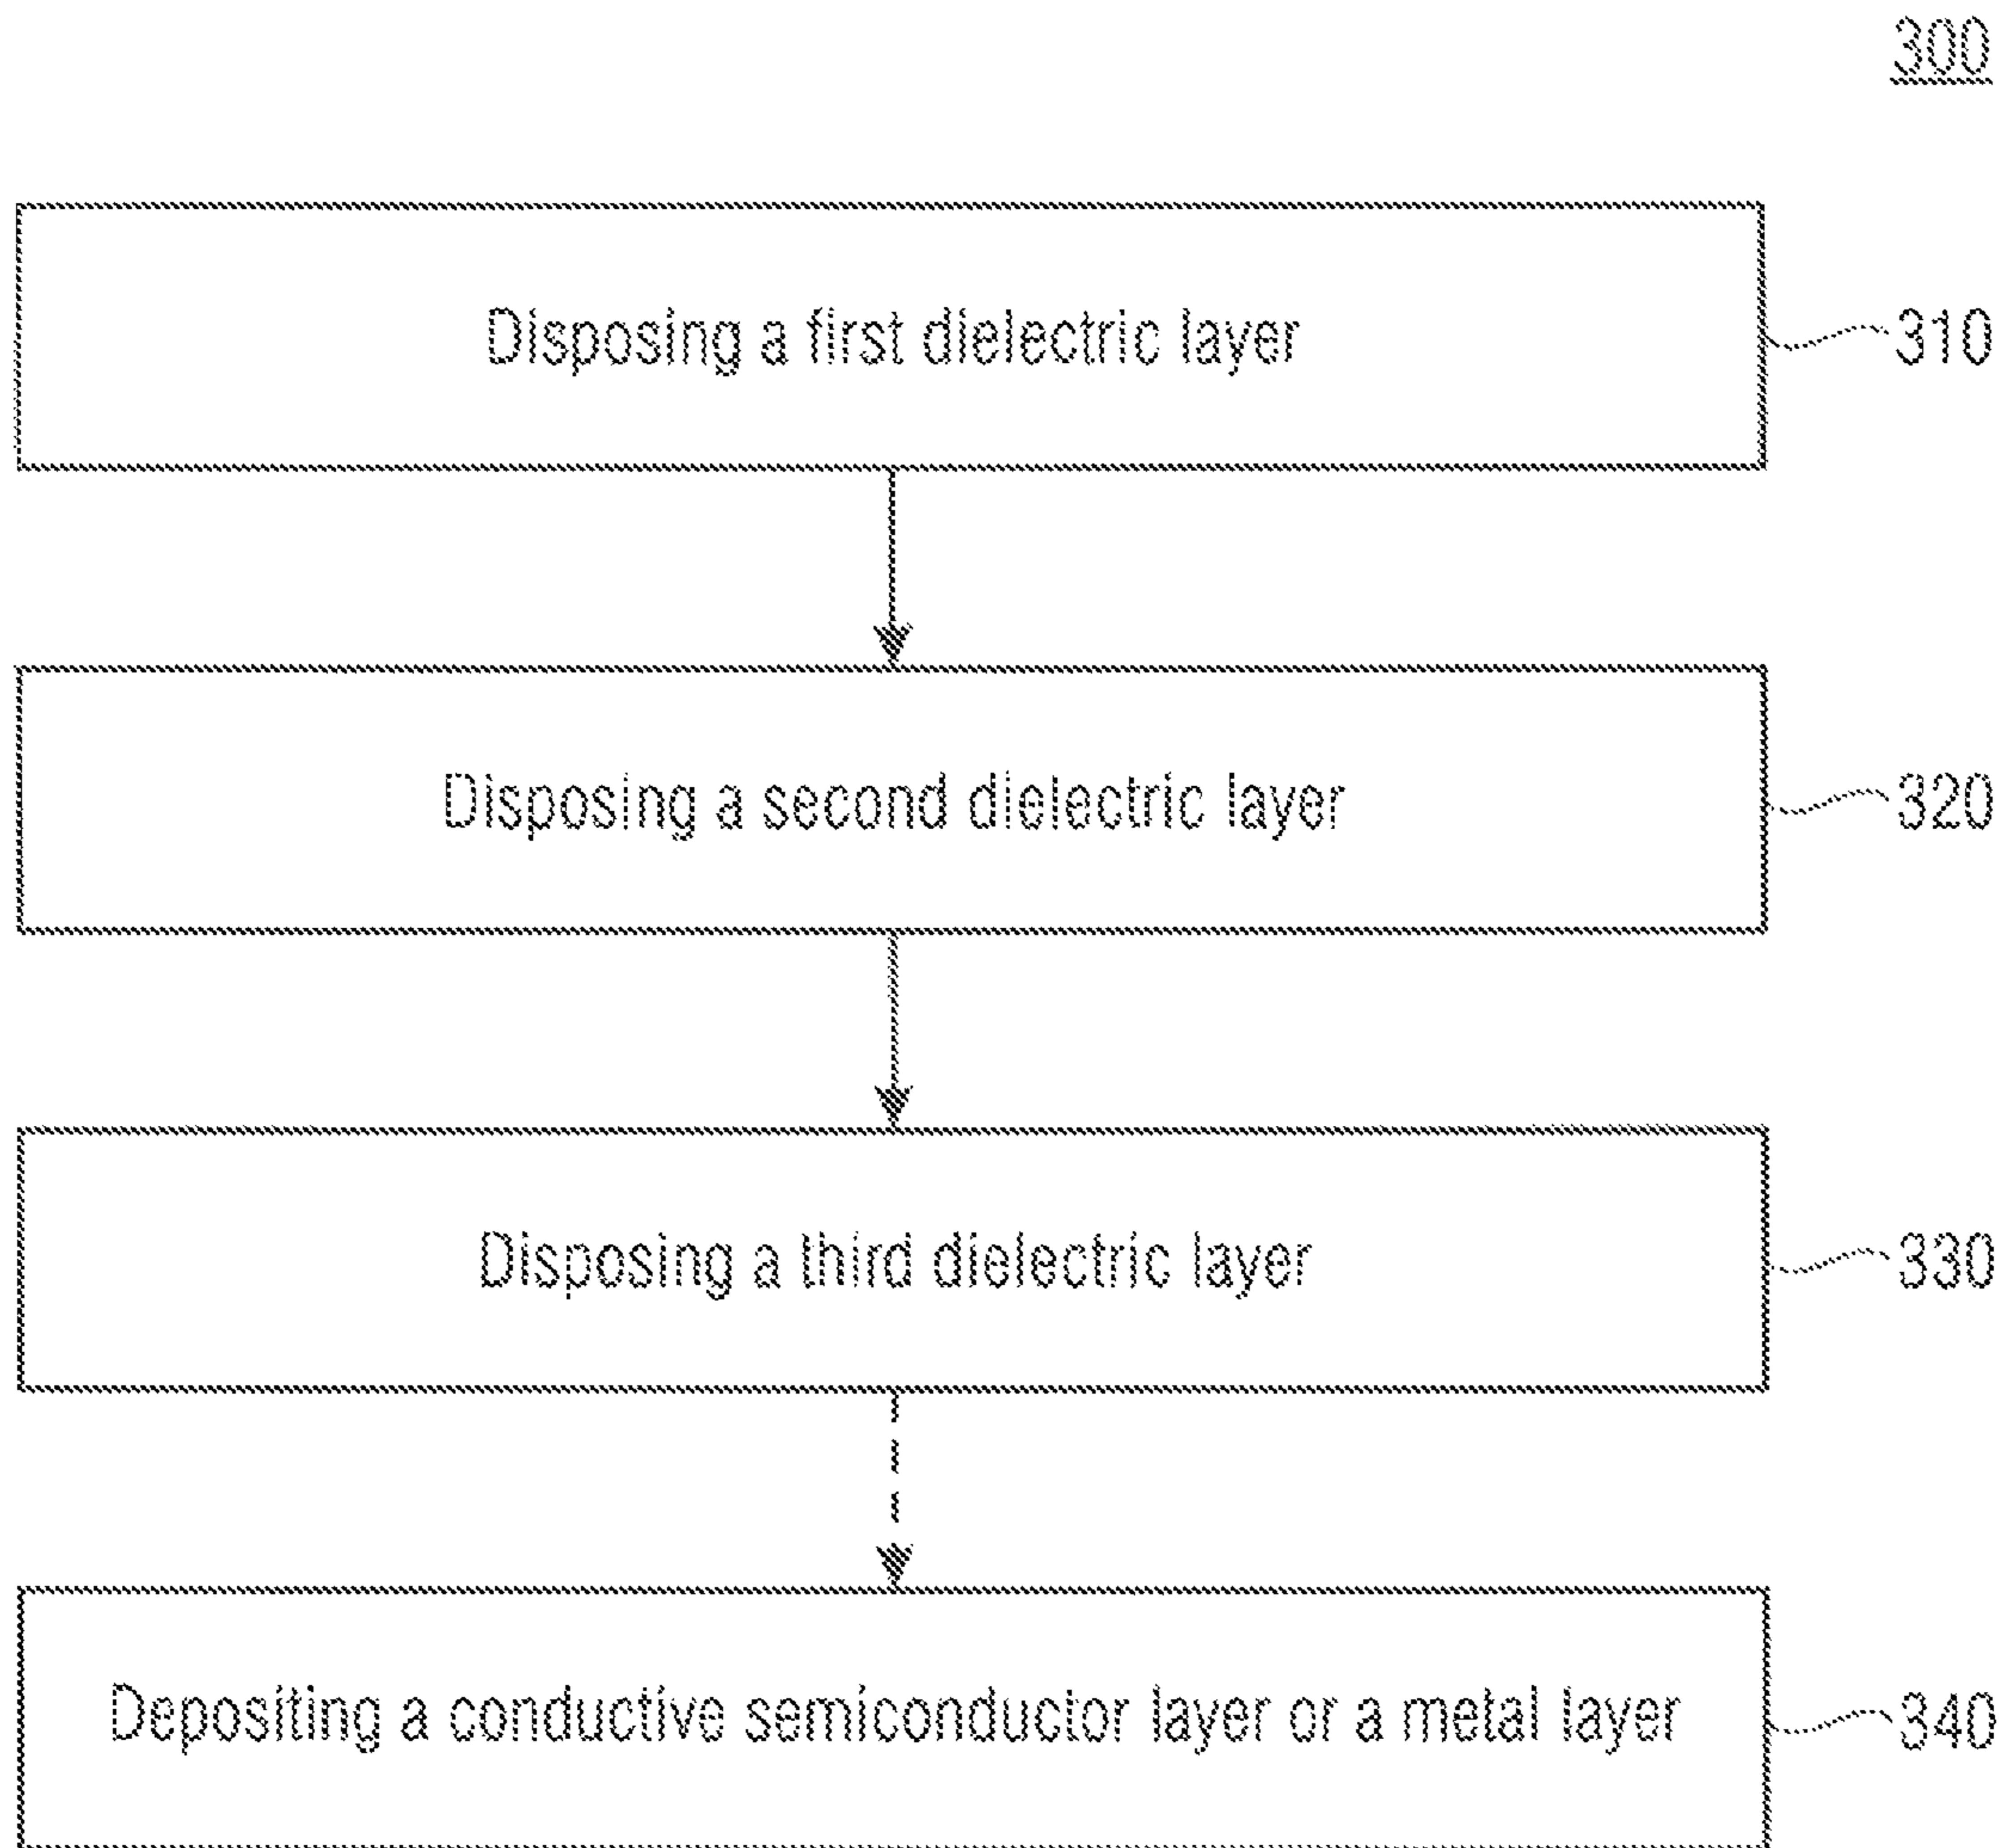 300
Disposing a first dielectric layer
310
Disposing a second dielectric layer
320
Disposing a third dielectric layer
330
Depositing a conductive semiconductor layer or a metal layer
340